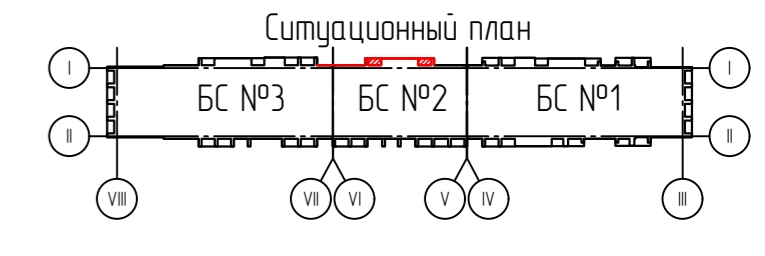 Ситуационный план
I I
БС №3 БС №2 БС №1
II II
VIII VII VI V IV III